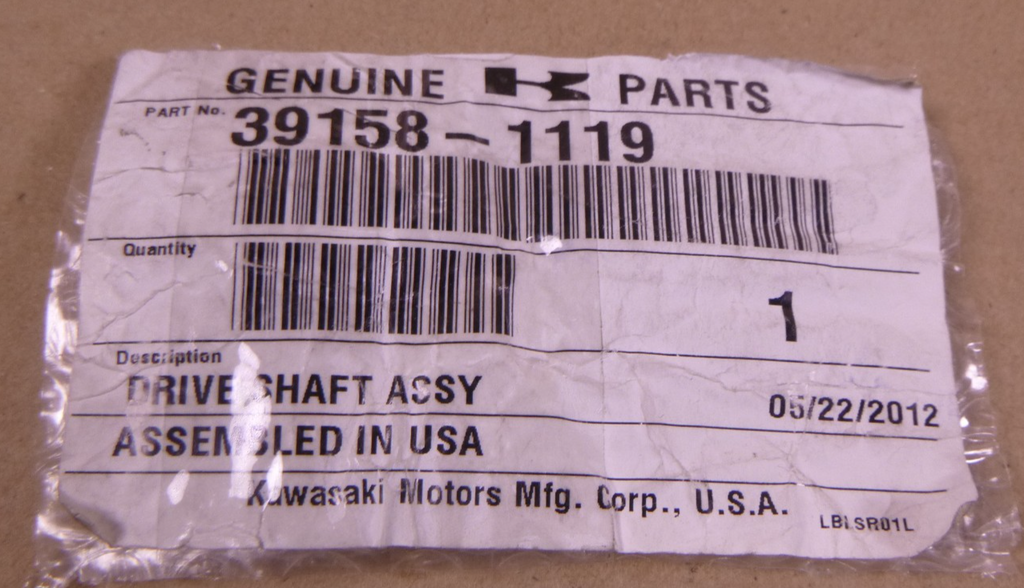 GENUINE K PARTS
PART No. 39158-1119
Quantity
1
Description
DRIVE SHAFT ASSY
05/22/2012
ASSEMBLED IN USA
Kawasaki Motors Mfg. Corp., U.S.A.
LBLSR01L